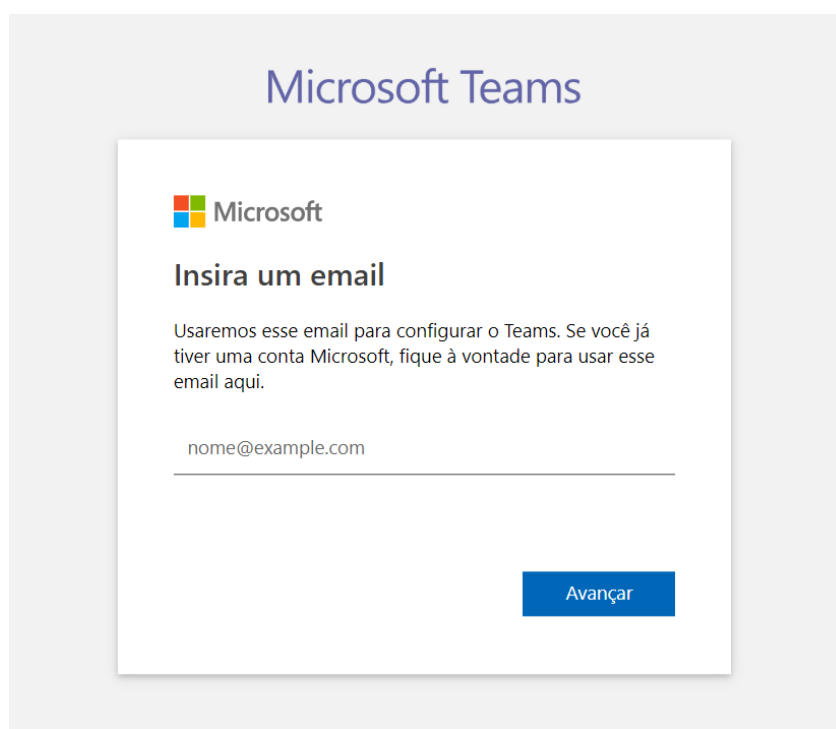 Microsoft Teams
Microsoft
Insira um email
Usaremos esse email para configurar o Teams. Se você já
tiver uma conta Microsoft, fique à vontade para usar esse
email aqui.
nome@example.com
Avançar